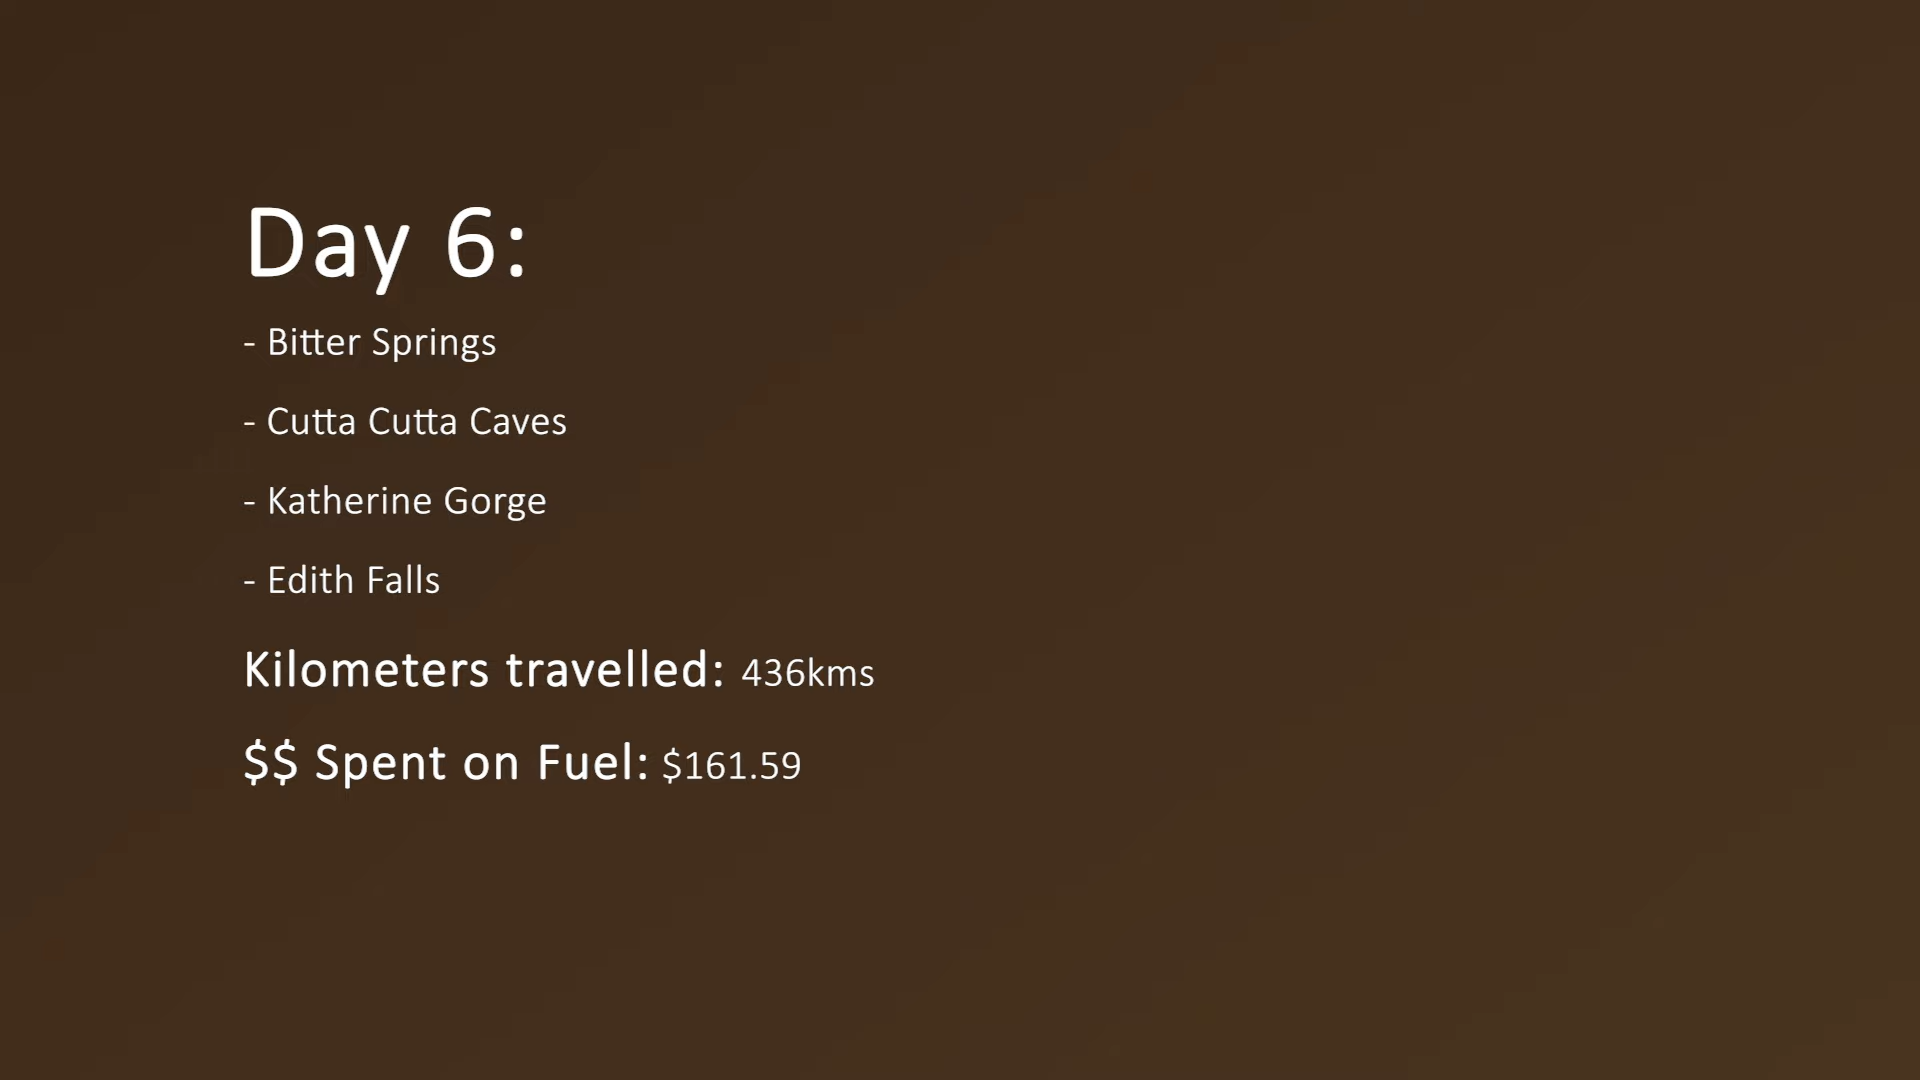 Day 6:
- Bitter Springs
- Cutta Cutta Caves
- Katherine Gorge
- Edith Falls
Kilometers travelled: 436kms
$$ Spent on Fuel: $161.59